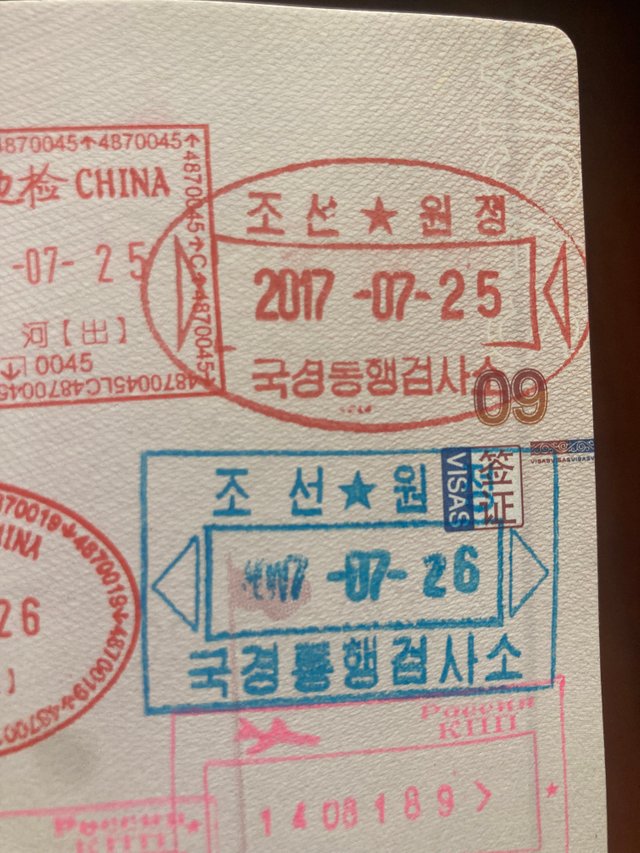 4870045↑4870045↑
检 CHINA
-07- 25
河【出】
0045
조선★원정
2017 -07-25
국경통행검사소
09
VISAS
签证
조선★원
-07- 26
국경통행검사소
26
4870019
Россия
КПП
1408189 >
Россия